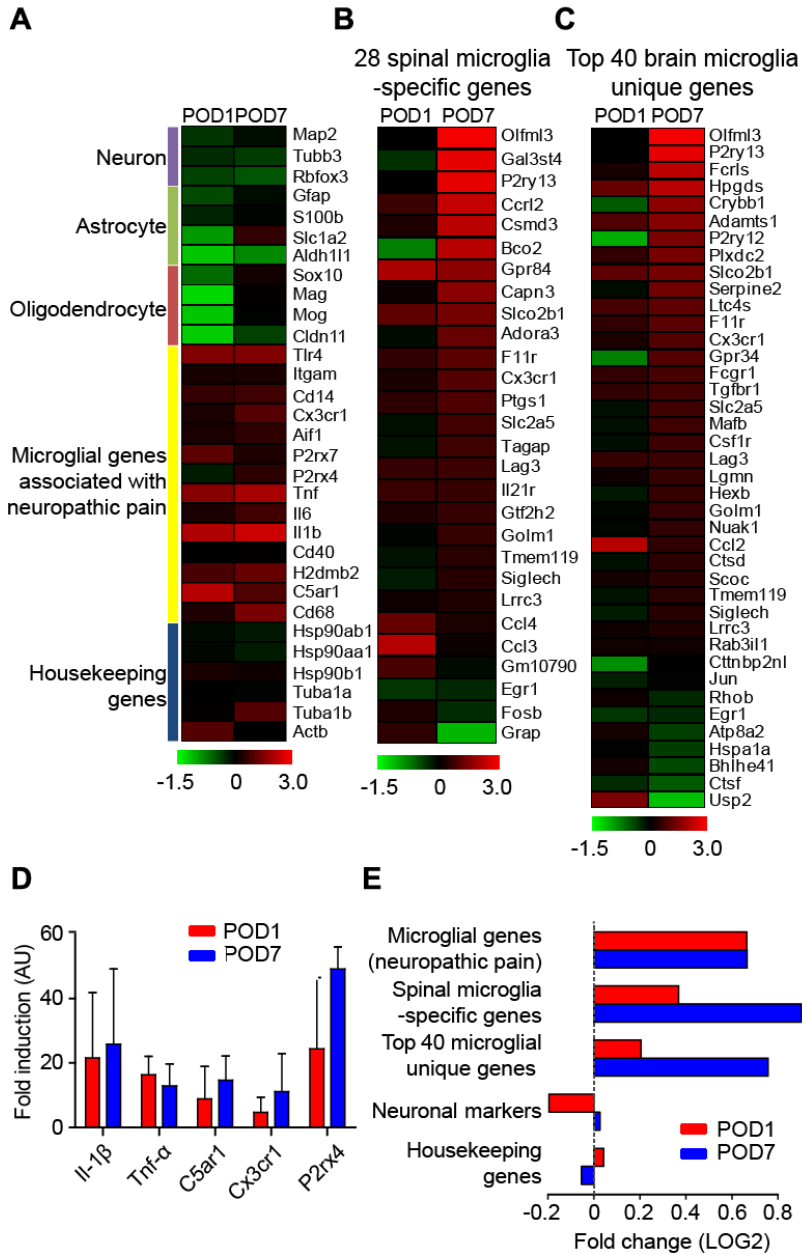 A
POD1 POD7
Neuron
Astrocyte
Oligodendrocyte
Microglial genes
associated with
neuropathic pain
Housekeeping
genes
Map2
Tubb3
Rbfox3
Gfap
S100b
Slc1a2
Aldh1l1
Sox10
Mag
Mog
Cldn11
Tlr4
Itgam
Cd14
Cx3cr1
Aif1
P2rx7
P2rx4
Tnf
Il6
Il1b
Cd40
H2dmb2
C5ar1
Cd68
Hsp90ab1
Hsp90aa1
Hsp90b1
Tuba1a
Tuba1b
Actb
-1.5 0 3.0
B
28 spinal microglia
-specific genes
POD1 POD7
Olfml3
Gal3st4
P2ry13
Ccrl2
Csmd3
Bco2
Gpr84
Capn3
Slco2b1
Adora3
F11r
Cx3cr1
Ptgs1
Slc2a5
Tagap
Lag3
Il21r
Gtf2h2
Golm1
Tmem119
Siglech
Lrrc3
Ccl4
Ccl3
Gm10790
Egr1
Fosb
Grap
-1.5 0 3.0
C
Top 40 brain microglia
unique genes
POD1 POD7
Olfml3
P2ry13
Fcrls
Hpgds
Crybb1
Adamts1
P2ry12
Plxdc2
Slco2b1
Serpine2
Ltc4s
F11r
Cx3cr1
Gpr34
Fcgr1
Tgfbr1
Slc2a5
Mafb
Csf1r
Lag3
Lgmn
Hexb
Golm1
Nuak1
Ccl2
Ctsd
Scoc
Tmem119
Siglech
Lrrc3
Rab3il1
Cttnbp2nl
Jun
Rhob
Egr1
Atp8a2
Hspa1a
Bhlhe41
Ctsf
Usp2
-1.5 0 3.0
D
Fold induction (AU)
60
40
20
0
POD1
POD7
Il-1β
Tnf-α
C5ar1
Cx3cr1
P2rx4
E
Microglial genes
(neuropathic pain)
Spinal microglia
-specific genes
Top 40 microglial
unique genes
Neuronal markers
Housekeeping
genes
POD1
POD7
-0.2 0 0.2 0.4 0.6 0.8
Fold change (LOG2)